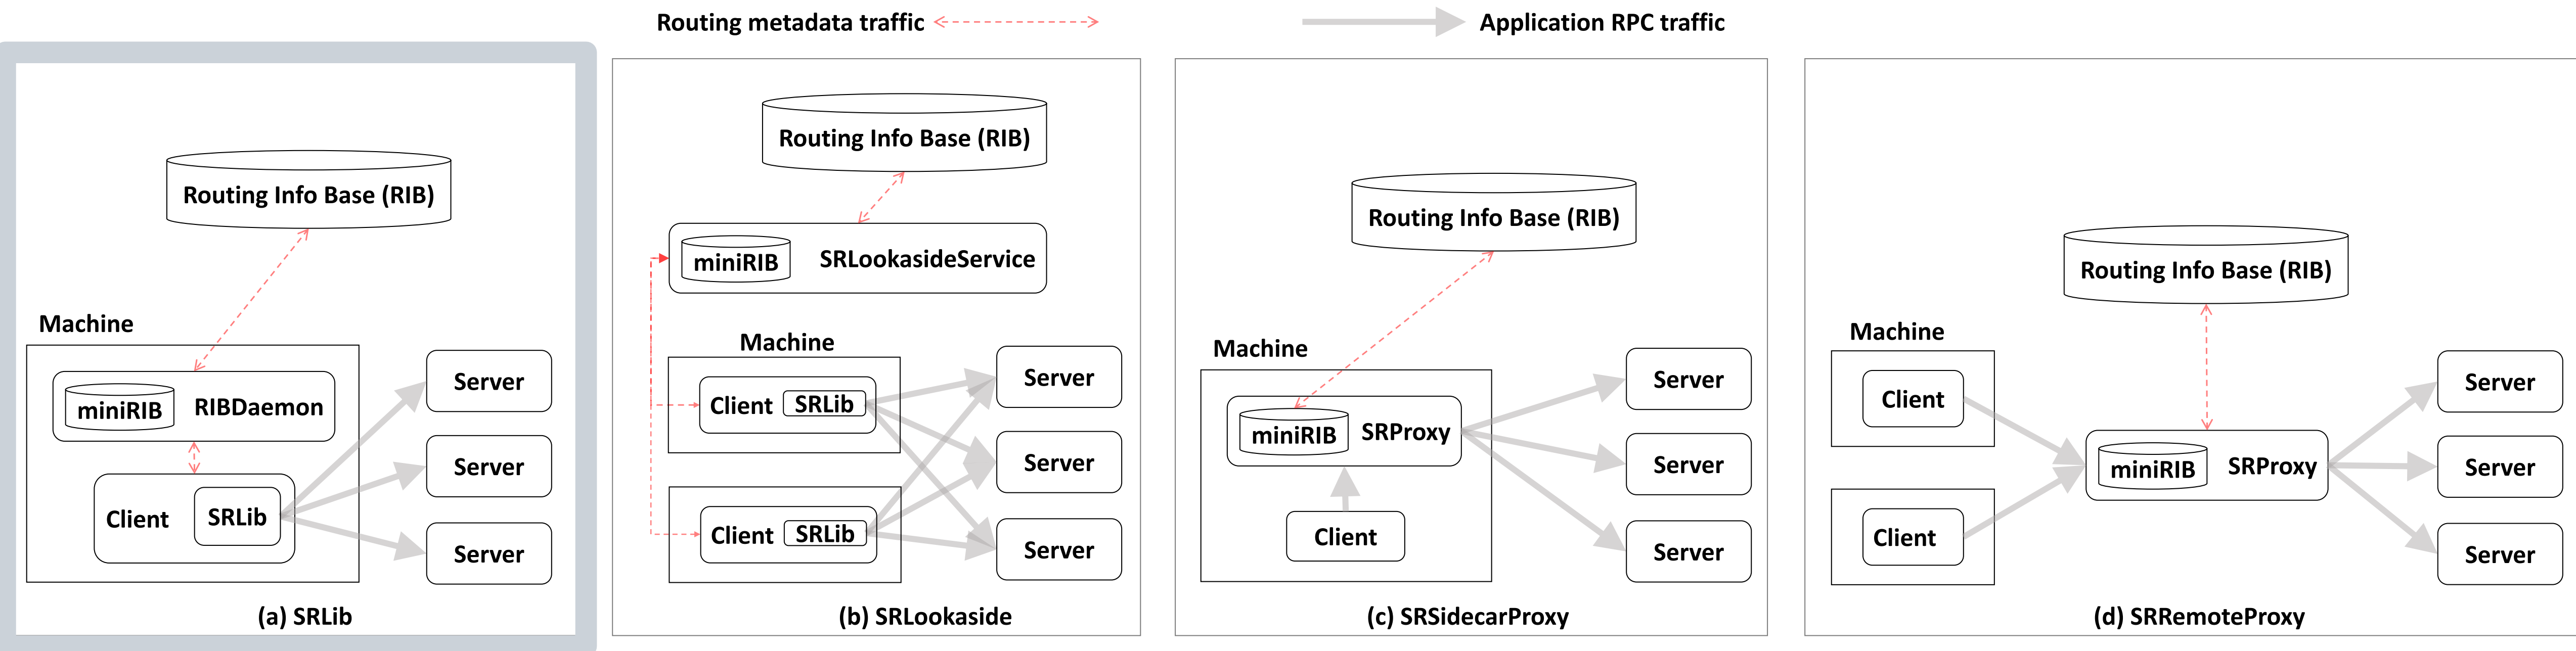 Routing metadata traffic
Application RPC traffic
Routing Info Base (RIB)
Machine
miniRIB
RIBDaemon
Client
SRLib
Server
Server
Server
(a) SRLib
Routing Info Base (RIB)
miniRIB
SRLookasideService
Machine
Client
SRLib
Client
SRLib
Server
Server
Server
(b) SRLookaside
Routing Info Base (RIB)
Machine
miniRIB
SRProxy
Client
Server
Server
Server
(c) SRSidecarProxy
Routing Info Base (RIB)
Machine
Client
Client
miniRIB
SRProxy
Server
Server
Server
(d) SRRemoteProxy